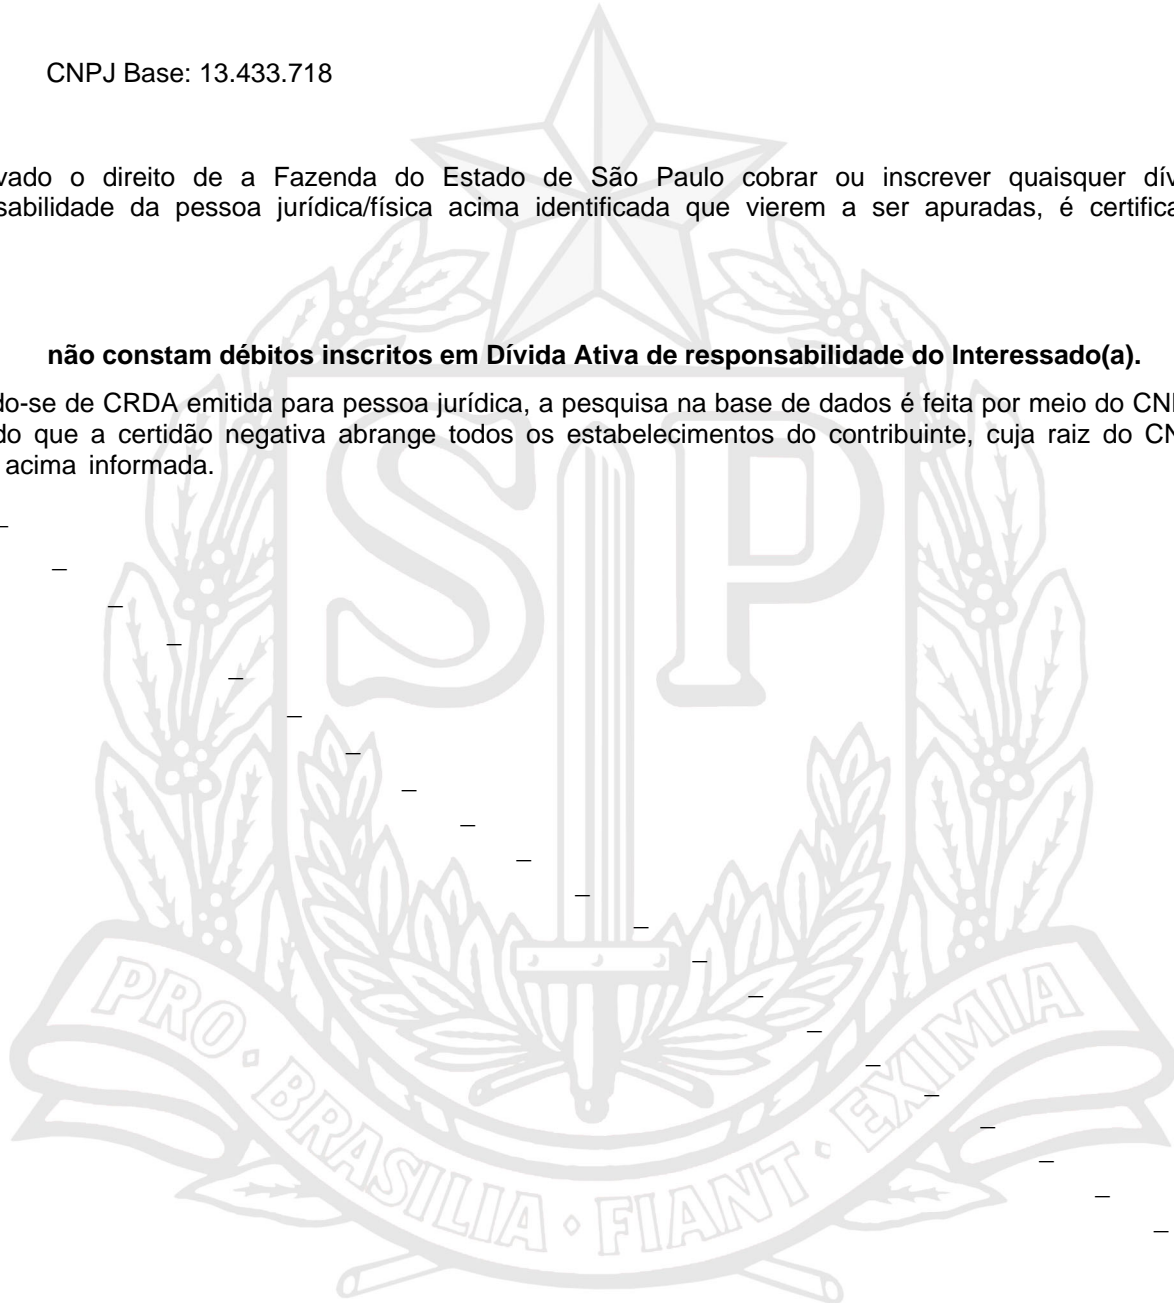 CNPJ Base: 13.433.718
vado o direito de a Fazenda do Estado de São Paulo cobrar ou inscrever quaisquer dív
sabilidade da pessoa jurídica/física acima identificada que vierem a ser apuradas, é certifica
não constam débitos inscritos em Dívida Ativa de responsabilidade do Interessado(a).
do-se de CRDA emitida para pessoa jurídica, a pesquisa na base de dados é feita por meio do CN
do que a certidão negativa abrange todos os estabelecimentos do contribuinte, cuja raiz do CN
acima informada.
SP
PRO • BRASILIA • FIANT • EXIMIA